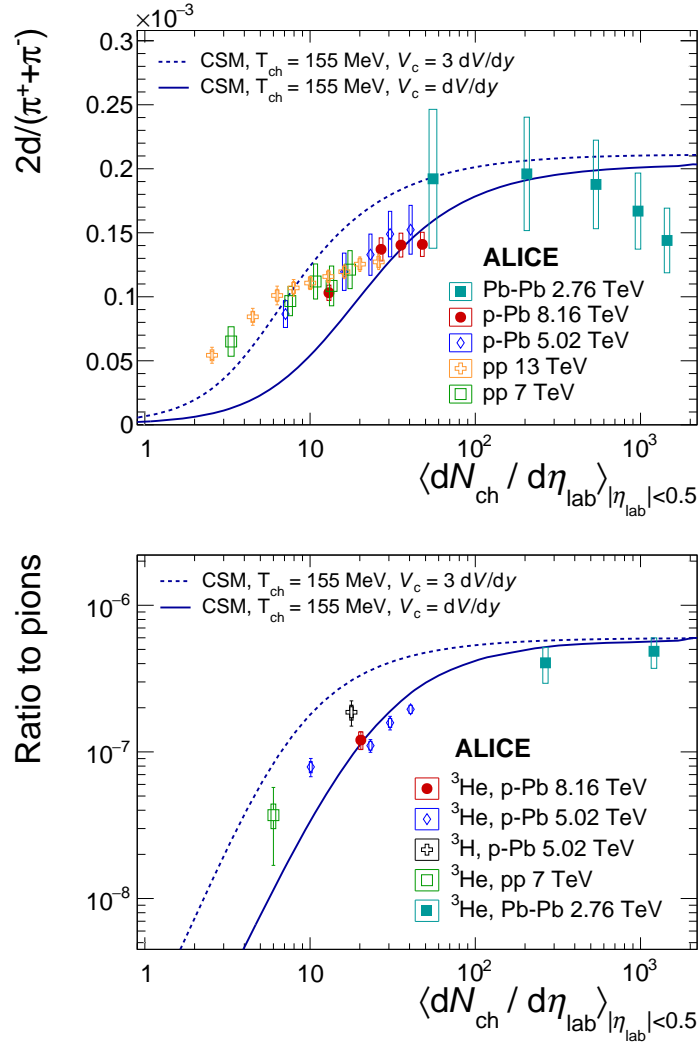 ×10⁻³
0.3
0.25
0.2
0.15
0.1
0.05
0
2d/(π⁺+π⁻)
CSM, T_ch = 155 MeV, V_c = 3 dV/dy
CSM, T_ch = 155 MeV, V_c = dV/dy
ALICE
Pb-Pb 2.76 TeV
p-Pb 8.16 TeV
p-Pb 5.02 TeV
pp 13 TeV
pp 7 TeV
1 10 10² 10³
⟨dN_ch / dη_lab⟩_|η_lab|<0.5
Ratio to pions
10⁻⁶
10⁻⁷
10⁻⁸
CSM, T_ch = 155 MeV, V_c = 3 dV/dy
CSM, T_ch = 155 MeV, V_c = dV/dy
ALICE
³He, p-Pb 8.16 TeV
³He, p-Pb 5.02 TeV
³H, p-Pb 5.02 TeV
³He, pp 7 TeV
³He, Pb-Pb 2.76 TeV
1 10 10² 10³
⟨dN_ch / dη_lab⟩_|η_lab|<0.5